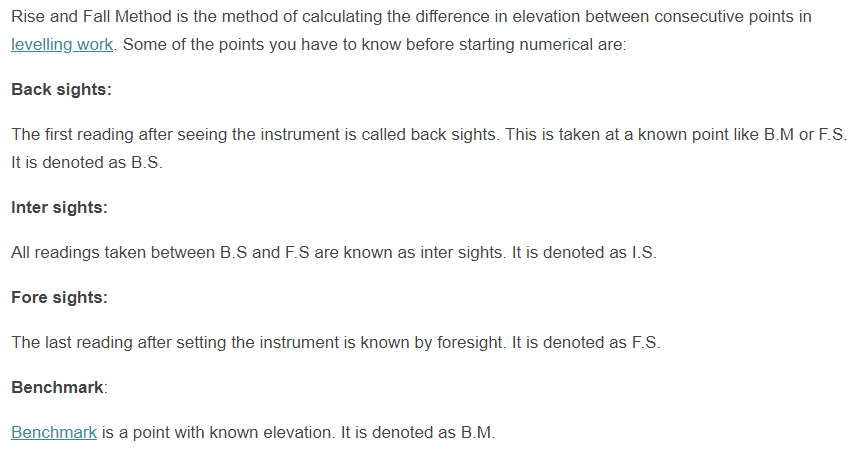 Rise and Fall Method is the method of calculating the difference in elevation between consecutive points in
levelling work. Some of the points you have to know before starting numerical are:
Back sights:
The first reading after seeing the instrument is called back sights. This is taken at a known point like B.M or F.S.
It is denoted as B.S.
Inter sights:
All readings taken between B.S and F.S are known as inter sights. It is denoted as I.S.
Fore sights:
The last reading after setting the instrument is known by foresight. It is denoted as F.S.
Benchmark:
Benchmark is a point with known elevation. It is denoted as B.M.